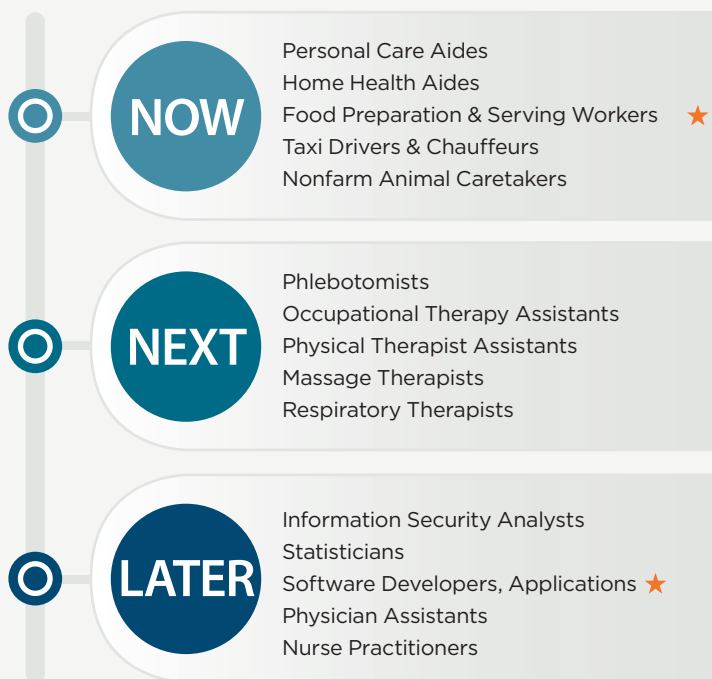 NOW
Personal Care Aides
Home Health Aides
Food Preparation & Serving Workers
Taxi Drivers & Chauffeurs
Nonfarm Animal Caretakers
NEXT
Phlebotomists
Occupational Therapy Assistants
Physical Therapist Assistants
Massage Therapists
Respiratory Therapists
LATER
Information Security Analysts
Statisticians
Software Developers, Applications
Physician Assistants
Nurse Practitioners